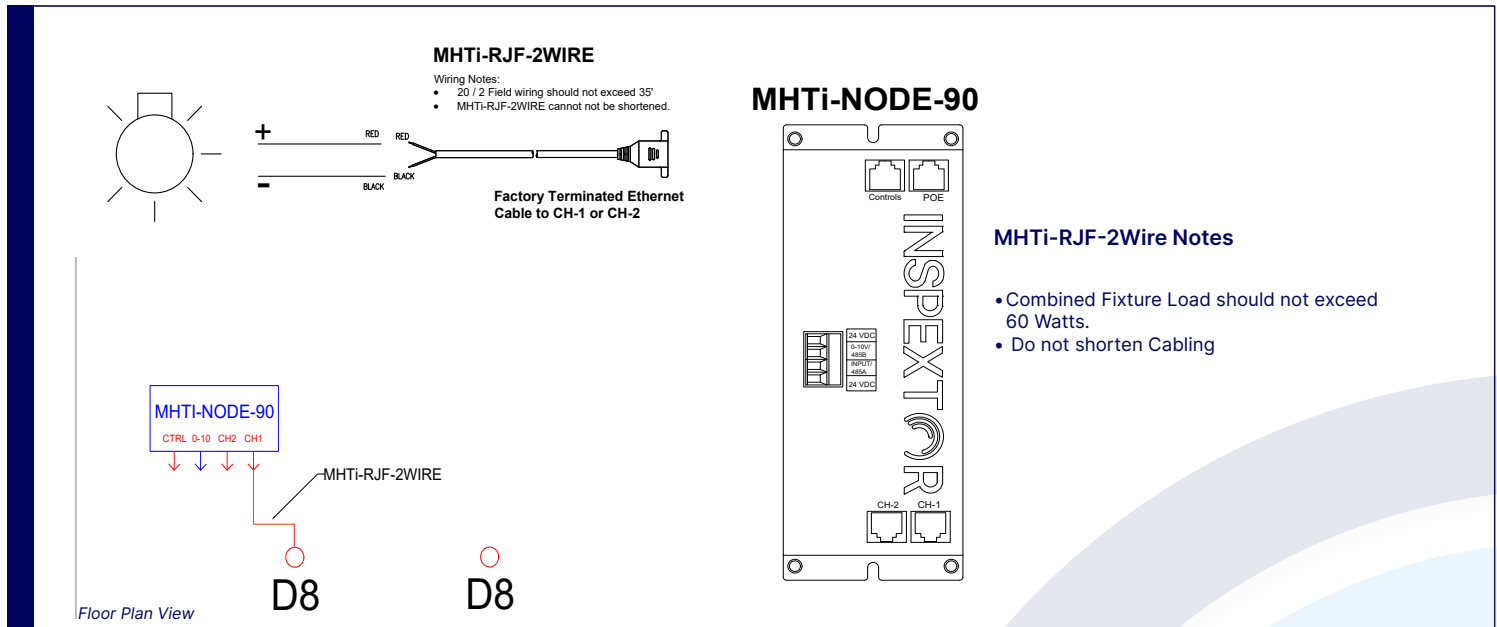 MHTi-RJF-2WIRE
Wiring Notes:
• 20 / 2 Field wiring should not exceed 35'
• MHTi-RJF-2WIRE cannot not be shortened.
+
RED
RED
-
BLACK
BLACK
Factory Terminated Ethernet
Cable to CH-1 or CH-2
MHTi-NODE-90
Controls
POE
INSPEXTOR
24 VDC
0-10V/
485B
INPUT/
485A
24 VDC
CH-2
CH-1
MHTi-RJF-2Wire Notes
•Combined Fixture Load should not exceed
60 Watts.
• Do not shorten Cabling
MHTI-NODE-90
CTRL 0-10 CH2 CH1
MHTi-RJF-2WIRE
D8
D8
Floor Plan View